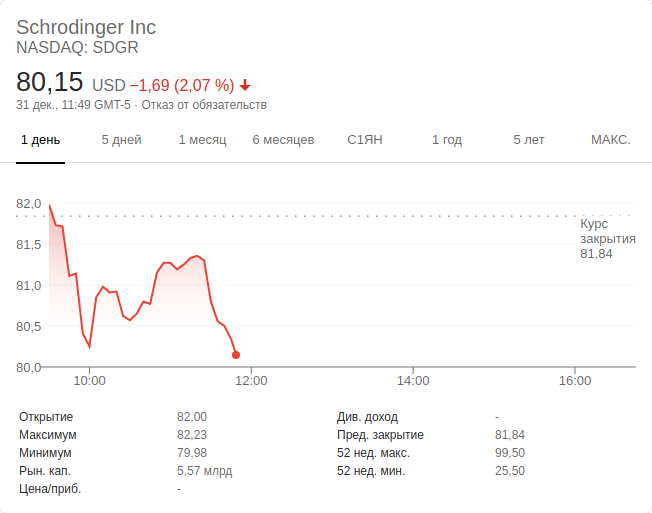 Schrodinger Inc
NASDAQ: SDGR
80,15 USD −1,69 (2,07 %)
31 дек., 11:49 GMT-5 · Отказ от обязательств
1 день 5 дней 1 месяц 6 месяцев С1ЯН 1 год 5 лет МАКС.
82,0
Курс
закрытия
81,84
81,5
81,0
80,5
80,0
10:00 12:00 14:00 16:00
Открытие 82,00 Див. доход -
Максимум 82,23 Пред. закрытие 81,84
Минимум 79,98 52 нед. макс. 99,50
Рын. кап. 5,57 млрд 52 нед. мин. 25,50
Цена/приб. -